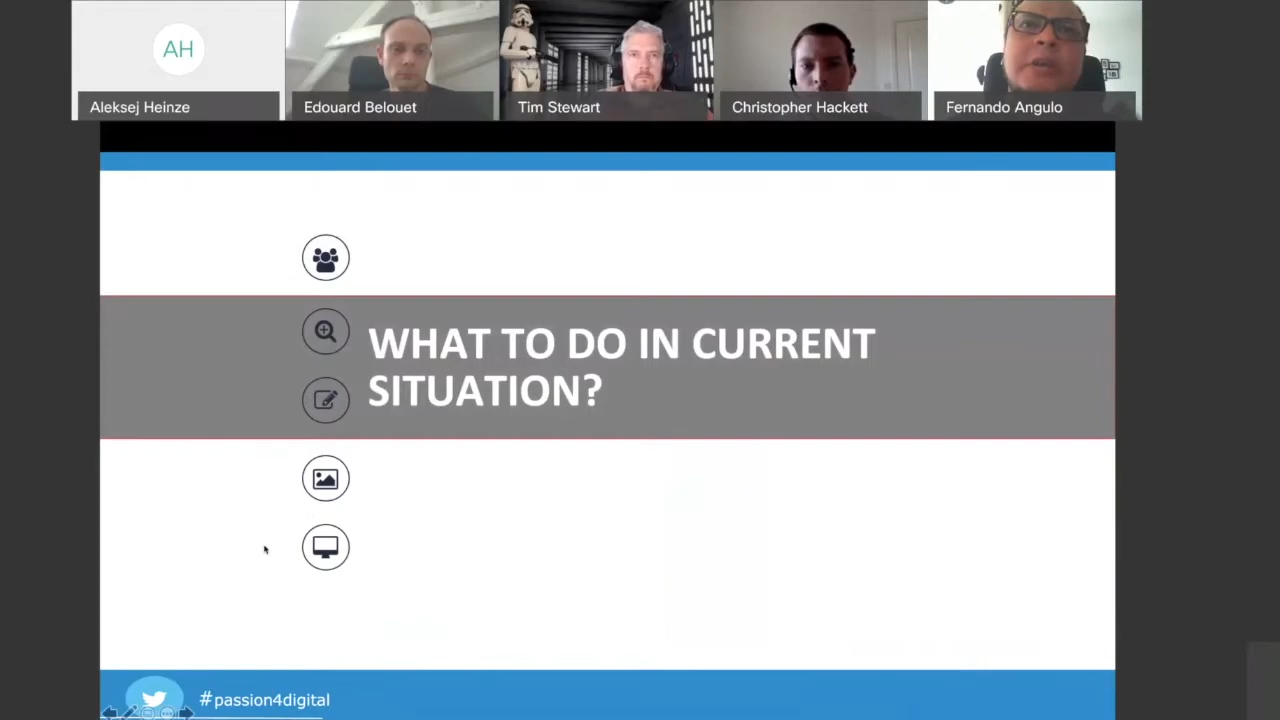 AH
Aleksej Heinze
Edouard Belouet
Tim Stewart
Christopher Hackett
Fernando Angulo
WHAT TO DO IN CURRENT
SITUATION?
#passion4digital